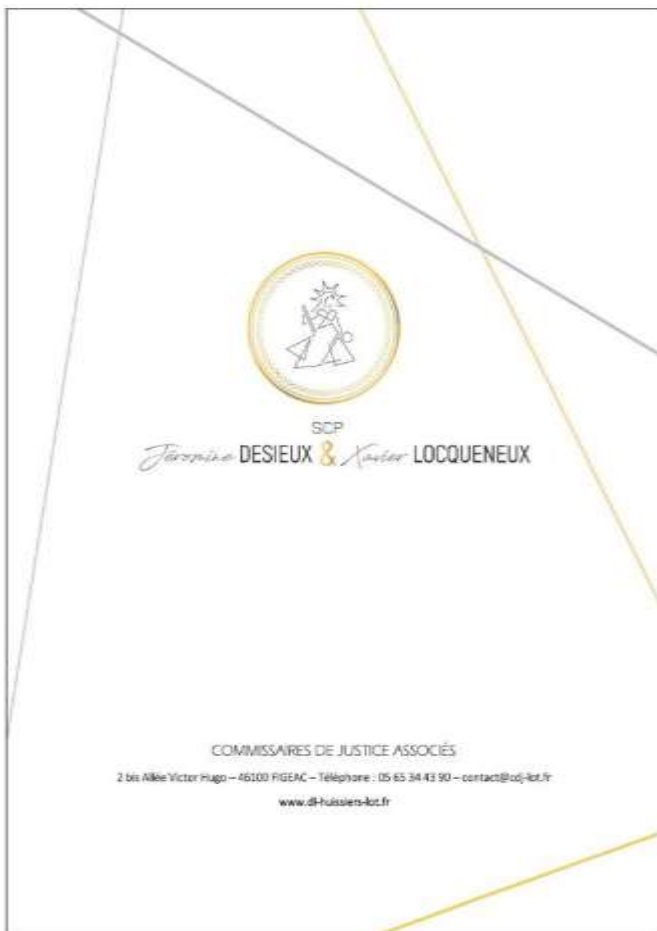 SCP
Jéromine DESIEUX & Xavier LOCQUENEUX
COMMISSAIRES DE JUSTICE ASSOCIÉS
2 bis Allée Victor Hugo – 46100 FIGEAC – Téléphone : 05 65 34 43 90 – contact@cdj-lot.fr
www.dl-huissiers-lot.fr